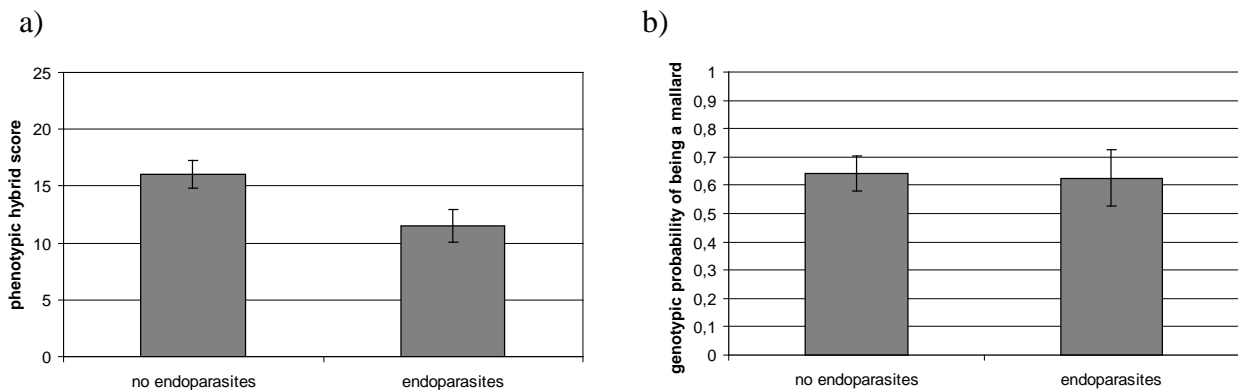 a)
phenotypic hybrid score
25
20
15
10
5
0
no endoparasites endoparasites
b)
genotypic probability of being a mallard
1
0,9
0,8
0,7
0,6
0,5
0,4
0,3
0,2
0,1
0
no endoparasites endoparasites